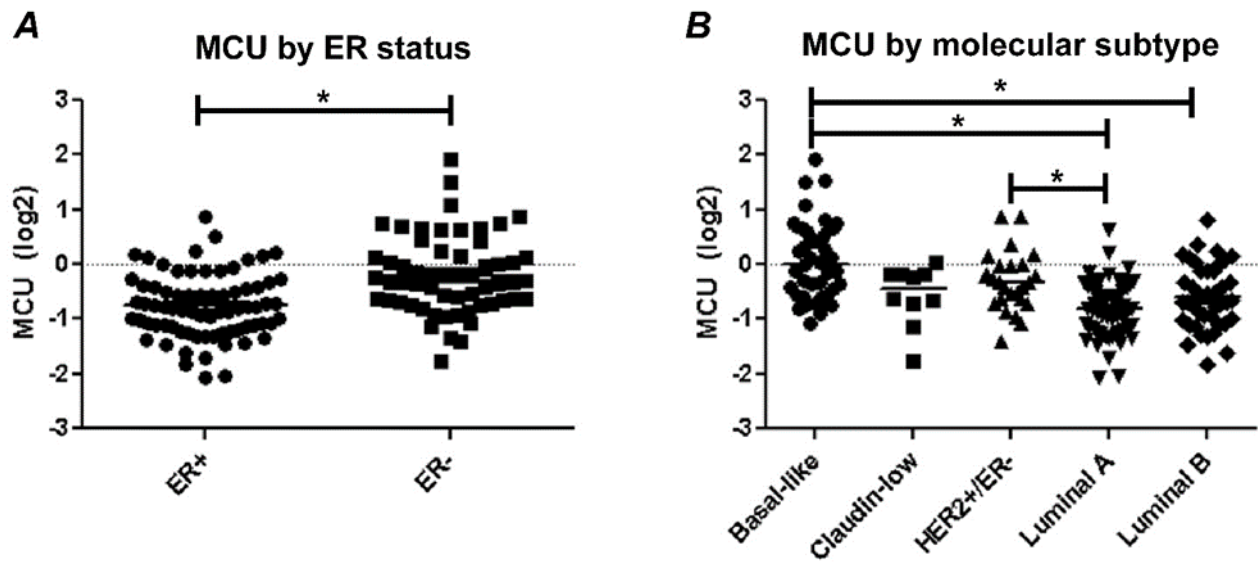 A
MCU by ER status
*
3
2
1
0
-1
-2
-3
MCU (log2)
ER+
ER-
B
MCU by molecular subtype
*
*
*
3
2
1
0
-1
-2
-3
MCU (log2)
Basal-like
Claudin-low
HER2+/ER-
Luminal A
Luminal B